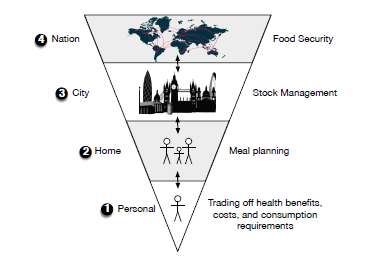 4 Nation Food Security
3 City Stock Management
2 Home Meal planning
1 Personal Trading off health benefits,
costs, and consumption
requirements